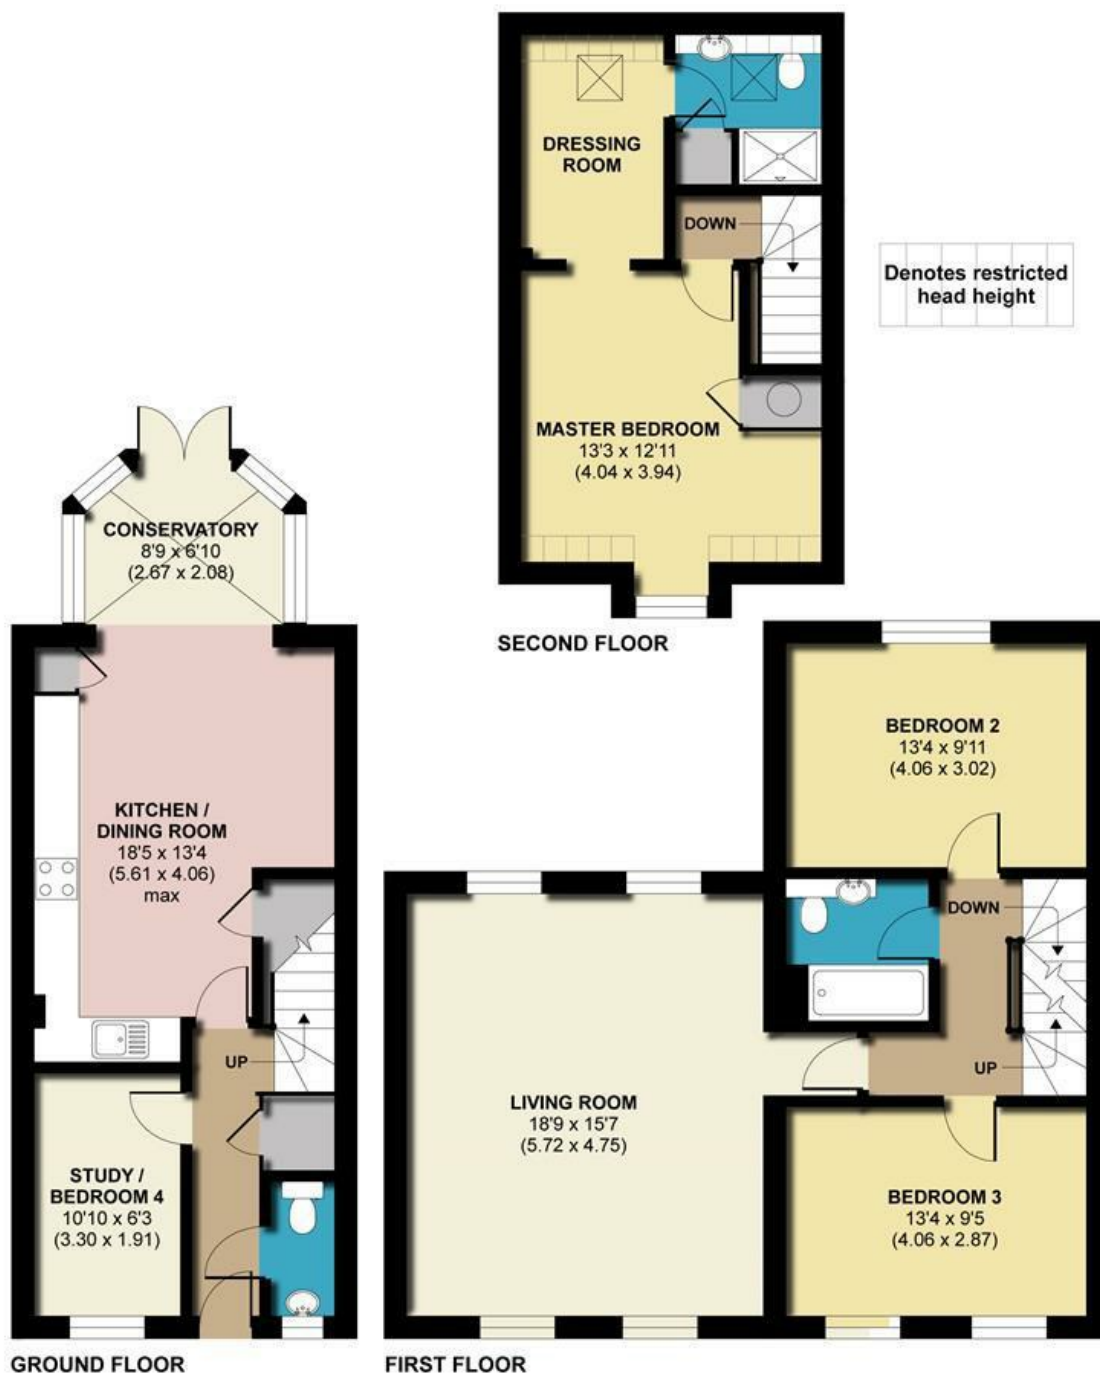 DRESSING
ROOM
DOWN
Denotes restricted
head height
MASTER BEDROOM
13'3 x 12'11
(4.04 x 3.94)
SECOND FLOOR
CONSERVATORY
8'9 x 6'10
(2.67 x 2.08)
KITCHEN /
DINING ROOM
18'5 x 13'4
(5.61 x 4.06)
max
UP
STUDY /
BEDROOM 4
10'10 x 6'3
(3.30 x 1.91)
GROUND FLOOR
BEDROOM 2
13'4 x 9'11
(4.06 x 3.02)
DOWN
UP
LIVING ROOM
18'9 x 15'7
(5.72 x 4.75)
BEDROOM 3
13'4 x 9'5
(4.06 x 2.87)
FIRST FLOOR